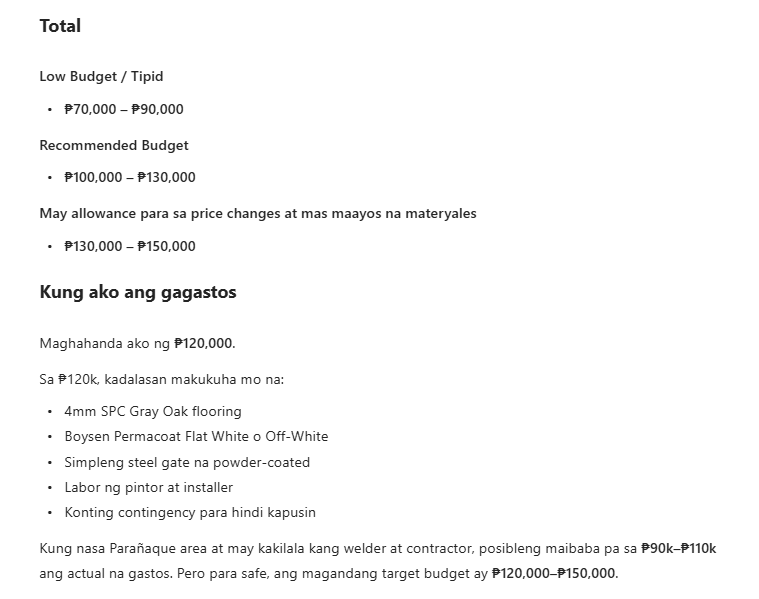 Total
Low Budget / Tipid
• ₱70,000 – ₱90,000
Recommended Budget
• ₱100,000 – ₱130,000
May allowance para sa price changes at mas maayos na materyales
• ₱130,000 – ₱150,000
Kung ako ang gagastos
Maghahanda ako ng ₱120,000.
Sa ₱120k, kadalasan makukuha mo na:
• 4mm SPC Gray Oak flooring
• Boysen Permacoat Flat White o Off-White
• Simpleng steel gate na powder-coated
• Labor ng pintor at installer
• Konting contingency para hindi kapusin
Kung nasa Parañaque area at may kakilala kang welder at contractor, posibleng maibaba pa sa ₱90k–₱110k
ang actual na gastos. Pero para safe, ang magandang target budget ay ₱120,000–₱150,000.